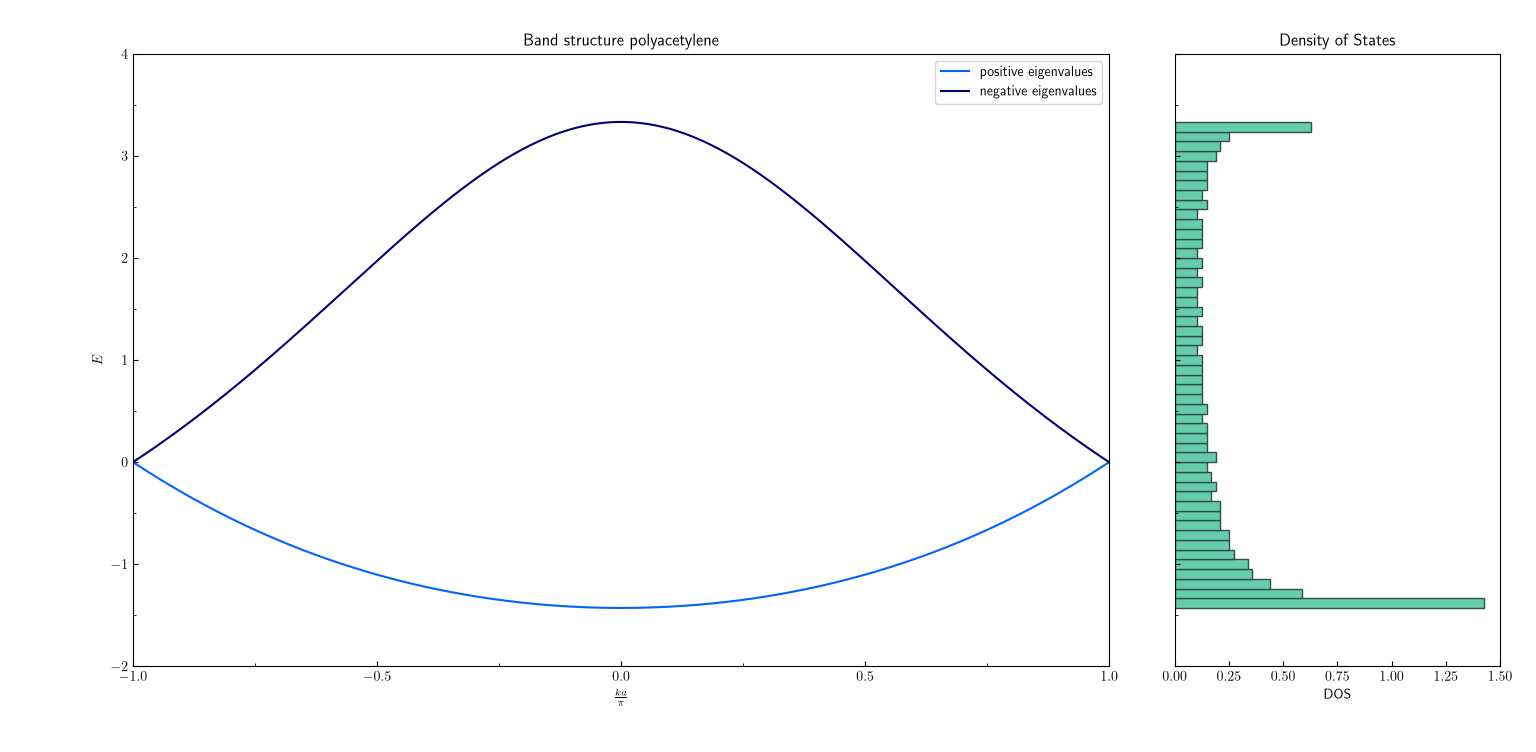 Band structure polyacetylene
Density of States
positive eigenvalues
negative eigenvalues
4
3
2
1
0
−1
−2
E
−1.0
−0.5
0.0
0.5
1.0
ka
π
0.00
0.25
0.50
0.75
1.00
1.25
1.50
DOS